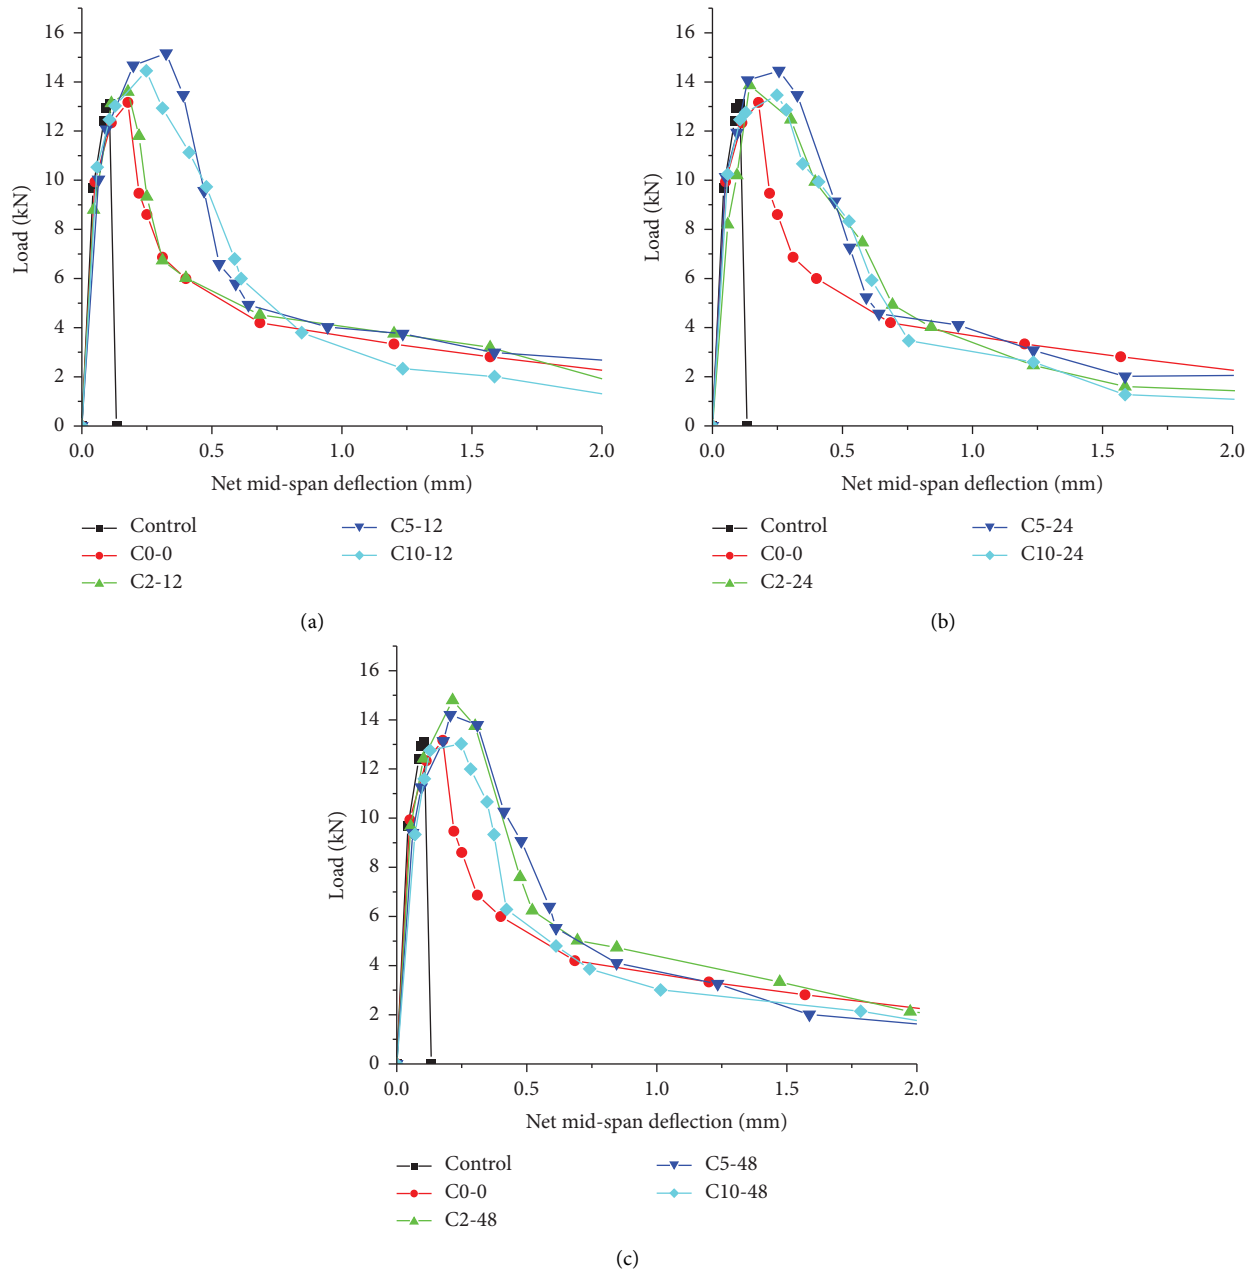 16
14
12
10
8
6
4
2
0
Load (kN)
0.0 0.5 1.0 1.5 2.0
Net mid-span deflection (mm)
Control
C0-0
C2-12
C5-12
C10-12
(a)
16
14
12
10
8
6
4
2
0
Load (kN)
0.0 0.5 1.0 1.5 2.0
Net mid-span deflection (mm)
Control
C0-0
C2-24
C5-24
C10-24
(b)
16
14
12
10
8
6
4
2
0
Load (kN)
0.0 0.5 1.0 1.5 2.0
Net mid-span deflection (mm)
Control
C0-0
C2-48
C5-48
C10-48
(c)